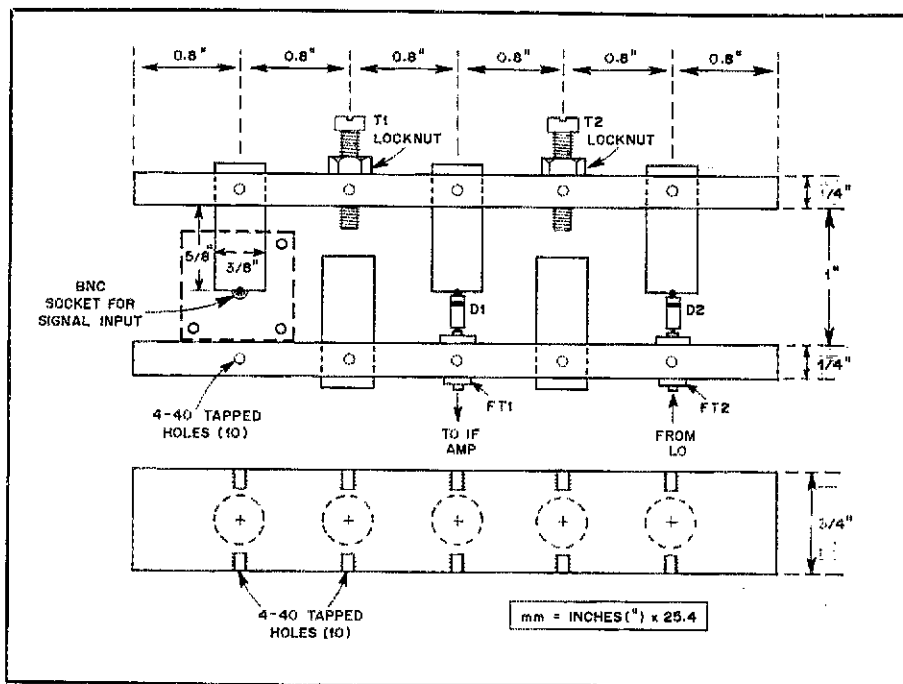 0.8" 0.8" 0.8" 0.8" 0.8" 0.8"
T1
LOCKNUT
T2
LOCKNUT
1/4"
5/8"
3/8"
1"
BNC
SOCKET FOR
SIGNAL INPUT
D1
D2
1/4"
4-40 TAPPED
HOLES (10)
FT1
TO IF
AMP
FROM
LO
FT2
3/4"
4-40 TAPPED
HOLES (10)
mm = INCHES (") x 25.4